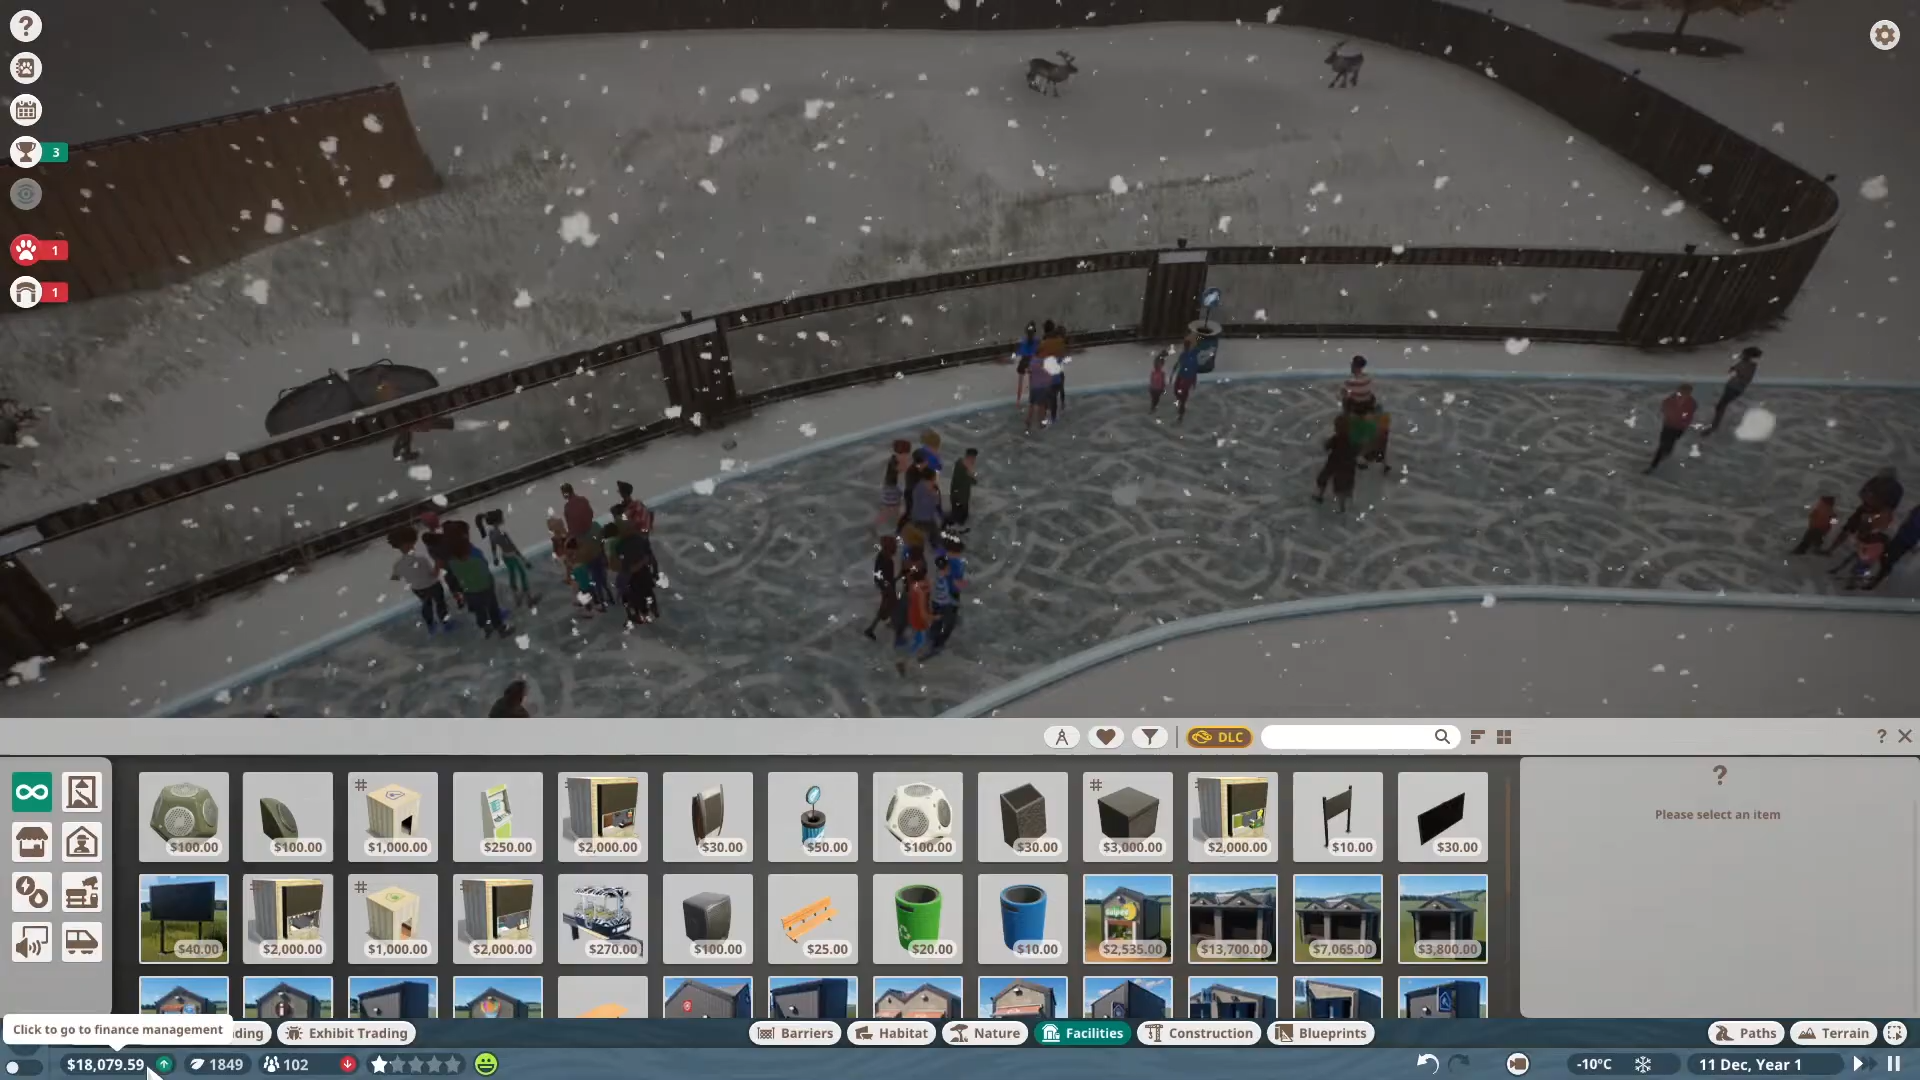 ?
3
1
1
DLC
?
# $100.00 $100.00 # $1,000.00 $250.00 $2,000.00 $30.00 $50.00 $100.00 $30.00 # $3,000.00 $2,000.00 $10.00 $30.00
?
Please select an item
$40.00 # $2,000.00 # $1,000.00 # $2,000.00 $270.00 $100.00 $25.00 $20.00 $10.00 $2,535.00 $13,700.00 $7,065.00 $3,800.00
Click to go to finance management
ding Exhibit Trading Barriers Habitat Nature Facilities Construction Blueprints Paths Terrain
$18,079.59 1849 102 -10°C 11 Dec, Year 1